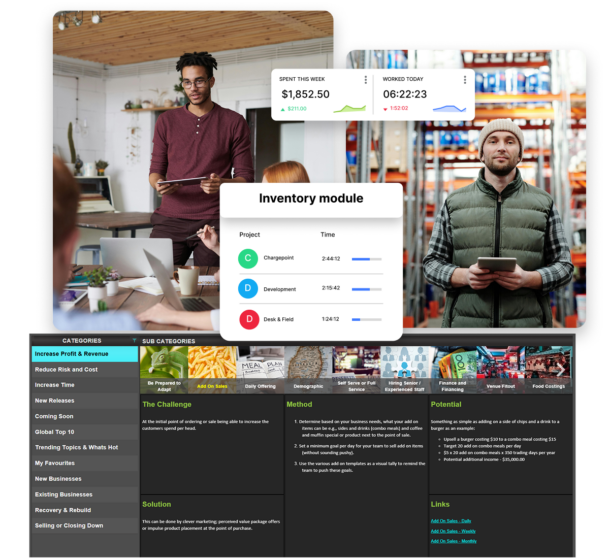 SPENT THIS WEEK
$1,852.50
$211.00
WORKED TODAY
06:22:23
1:52:02
Inventory module
Project Time
C Chargepoint 2:44:12
D Development 2:15:42
D Desk & Field 1:24:12
CATEGORIES
Increase Profit & Revenue
Reduce Risk and Cost
Increase Time
New Releases
Coming Soon
Global Top 10
Trending Topics & Whats Hot
My Favourites
New Businesses
Existing Businesses
Recovery & Rebuild
Selling or Closing Down
SUB CATEGORIES
MEAL PLAN
Be Prepared to
Adapt
Add On Sales
Daily Offering
Demographic
Self Serve or Full
Service
Hiring Senior /
Experienced Staff
Finance and
Financing
Venue Fitout
Food Costings
The Challenge
At the initial point of ordering or sale being able to increase the
customers spend per head.
Solution
This can be done by clever marketing; perceived value package offers
or impulse product placement at the point of purchase.
Method
1. Determine based on your business needs, what your add on
items can be e.g., sides and drinks (combo meals) and coffee
and muffin special or product next to the point of sale.
2. Set a minimum goal per day for your team to sell add on items
(without sounding pushy).
3. Use the various add on templates as a visual tally to remind the
team to push these goals.
Potential
Something as simple as adding on a side of chips and a drink to a
burger as an example:
• Upsell a burger costing $10 to a combo meal costing $15
• Target 20 add on combo meals per day
• $5 x 20 add on combo meals x 350 trading days per year
• Potential additional income - $35,000.00
Links
Add On Sales - Daily
Add On Sales - Weekly
Add On Sales - Monthly